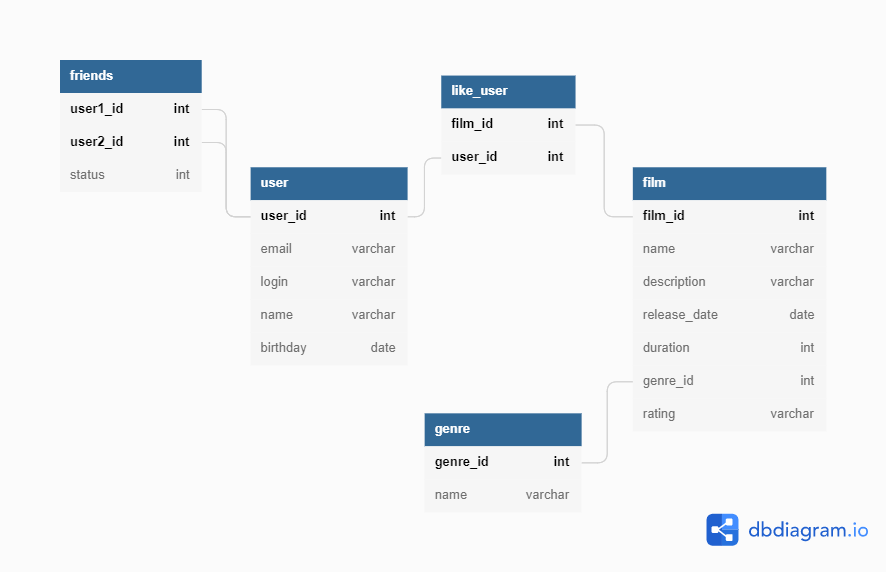 friends
user1_id int
user2_id int
status int
like_user
film_id int
user_id int
user
user_id int
email varchar
login varchar
name varchar
birthday date
film
film_id int
name varchar
description varchar
release_date date
duration int
genre_id int
rating varchar
genre
genre_id int
name varchar
dbdiagram.io